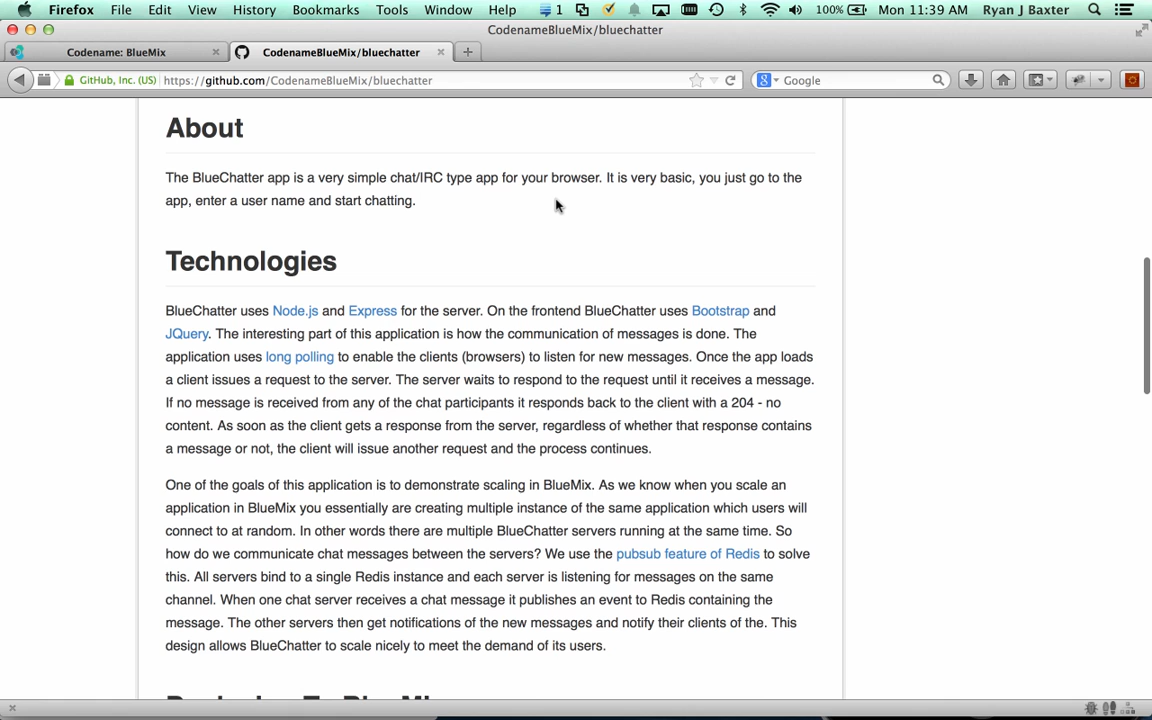 Firefox File Edit View History Bookmarks Tools Window Help 1 100% Mon 11:39 AM Ryan J Baxter
CodenameBlueMix/bluechatter
Codename: BlueMix × CodenameBlueMix/bluechatter × +
GitHub, Inc. (US) https://github.com/CodenameBlueMix/bluechatter Google
About
The BlueChatter app is a very simple chat/IRC type app for your browser. It is very basic, you just go to the
app, enter a user name and start chatting.
Technologies
BlueChatter uses Node.js and Express for the server. On the frontend BlueChatter uses Bootstrap and
JQuery. The interesting part of this application is how the communication of messages is done. The
application uses long polling to enable the clients (browsers) to listen for new messages. Once the app loads
a client issues a request to the server. The server waits to respond to the request until it receives a message.
If no message is received from any of the chat participants it responds back to the client with a 204 - no
content. As soon as the client gets a response from the server, regardless of whether that response contains
a message or not, the client will issue another request and the process continues.
One of the goals of this application is to demonstrate scaling in BlueMix. As we know when you scale an
application in BlueMix you essentially are creating multiple instance of the same application which users will
connect to at random. In other words there are multiple BlueChatter servers running at the same time. So
how do we communicate chat messages between the servers? We use the pubsub feature of Redis to solve
this. All servers bind to a single Redis instance and each server is listening for messages on the same
channel. When one chat server receives a chat message it publishes an event to Redis containing the
message. The other servers then get notifications of the new messages and notify their clients of the. This
design allows BlueChatter to scale nicely to meet the demand of its users.